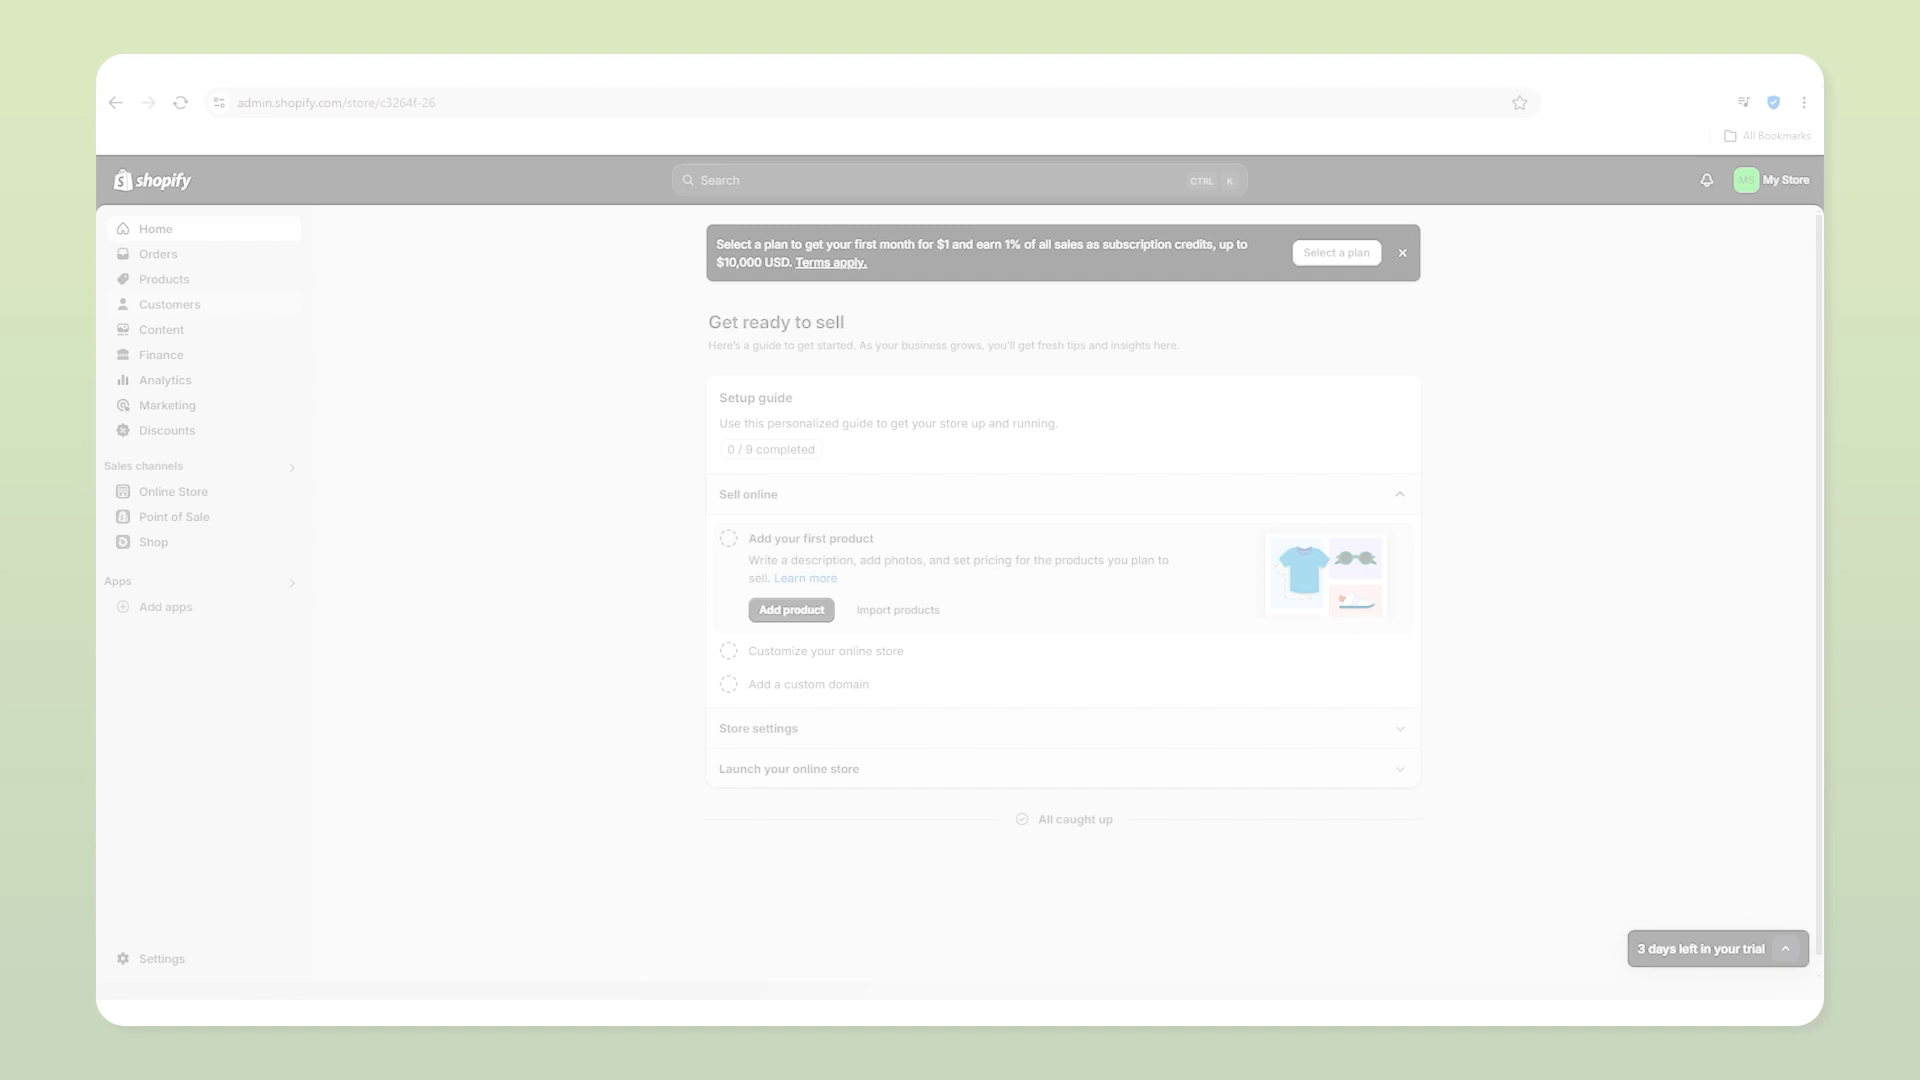 admin.shopify.com/store/c3264f-26
All Bookmarks
shopify
Search
CTRL K
MS
My Store
Home
Orders
Products
Customers
Content
Finance
Analytics
Marketing
Discounts
Sales channels
Online Store
Point of Sale
Shop
Apps
Add apps
Settings
Select a plan to get your first month for $1 and earn 1% of all sales as subscription credits, up to
$10,000 USD. Terms apply.
Select a plan
Get ready to sell
Here's a guide to get started. As your business grows, you'll get fresh tips and insights here.
Setup guide
Use this personalized guide to get your store up and running.
0 / 9 completed
Sell online
Add your first product
Write a description, add photos, and set pricing for the products you plan to
sell. Learn more
Add product
Import products
Customize your online store
Add a custom domain
Store settings
Launch your online store
All caught up
3 days left in your trial